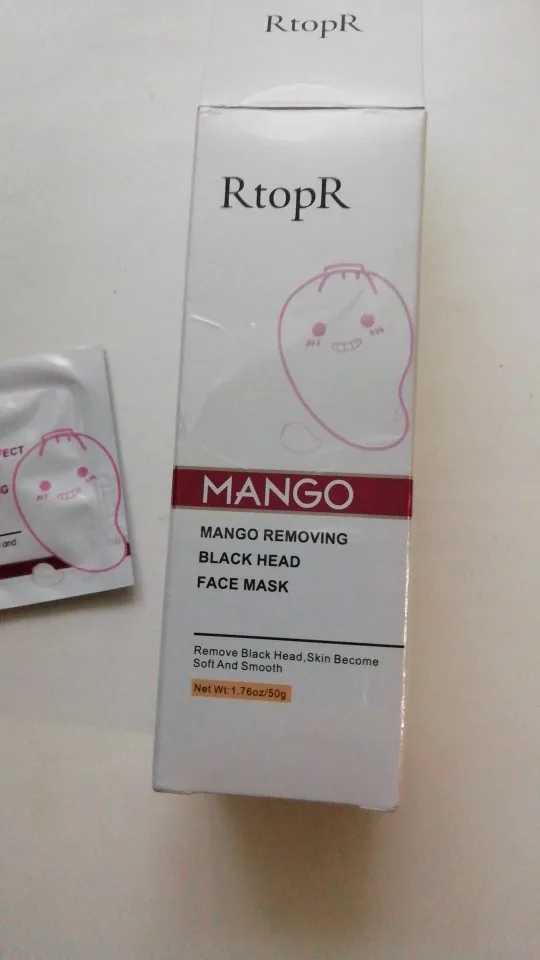 RtopR
RtopR
MANGO
MANGO REMOVING
BLACK HEAD
FACE MASK
Remove Black Head,Skin Become
Soft And Smooth
Net Wt:1.76oz/50g
FECT
G
and